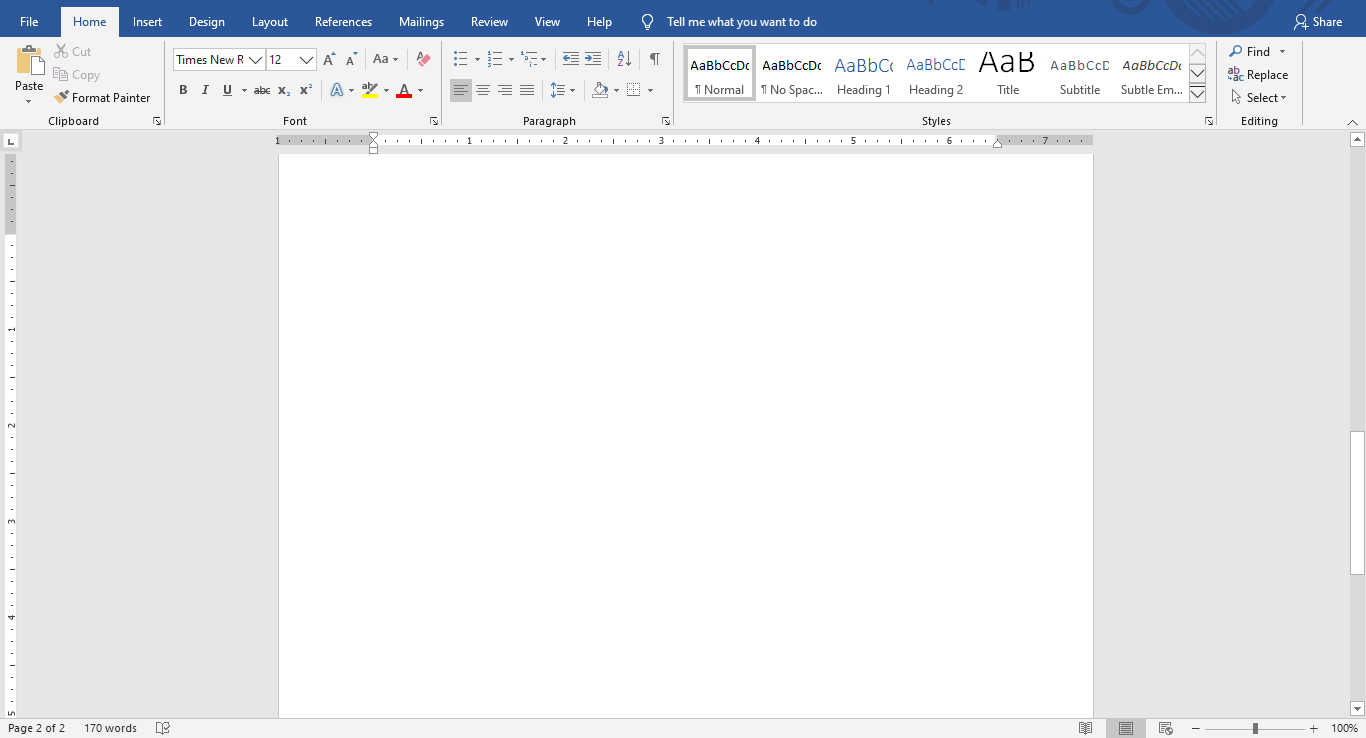 File Home Insert Design Layout References Mailings Review View Help Tell me what you want to do Share
Paste
Cut
Copy
Format Painter
Clipboard
Times New R 12 Aa
B I U abc x₂ x² A aby A
Font
Paragraph
AaBbCcDc AaBbCcDc AaBbCc AaBbCcD AaB AaBbCcD AaBbCcDc
¶ Normal ¶ No Spac... Heading 1 Heading 2 Title Subtitle Subtle Em...
Styles
Find
Replace
Select
Editing
1 1 2 3 4 5 6 7
1
2
3
4
5
Page 2 of 2 170 words 100%